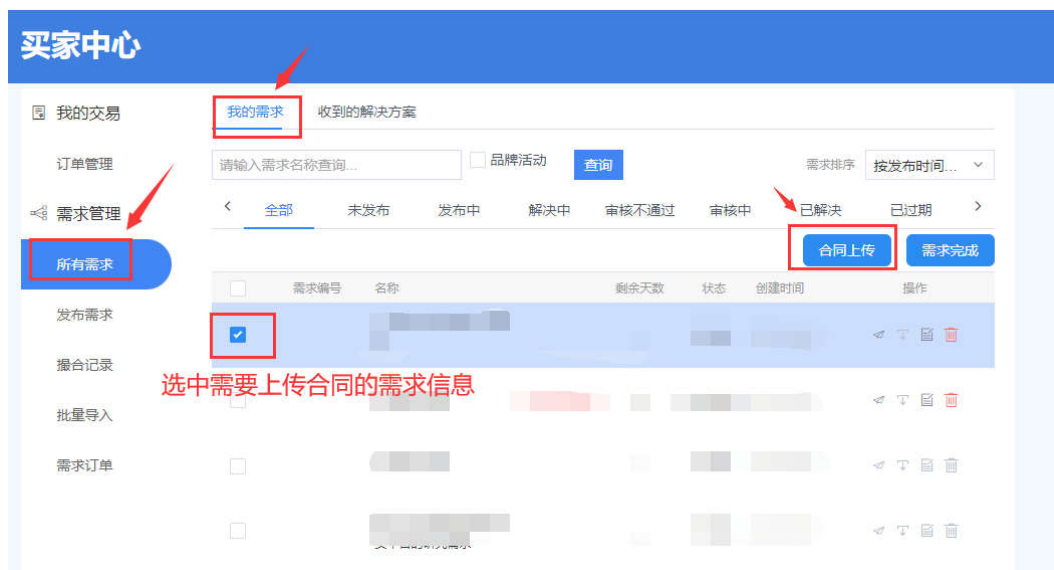 买家中心
我的交易
我的需求 收到的解决方案
订单管理
请输入需求名称查询... 品牌活动 查询 需求排序 按发布时间...
需求管理
全部 未发布 发布中 解决中 审核不通过 审核中 已解决 已过期
所有需求
合同上传 需求完成
需求编号 名称 剩余天数 状态 创建时间 操作
发布需求
撮合记录
选中需要上传合同的需求信息
批量导入
需求订单